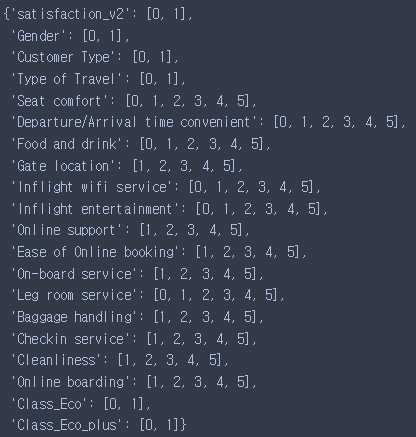 {'satisfaction_v2': [0, 1],
'Gender': [0, 1],
'Customer Type': [0, 1],
'Type of Travel': [0, 1],
'Seat comfort': [0, 1, 2, 3, 4, 5],
'Departure/Arrival time convenient': [0, 1, 2, 3, 4, 5],
'Food and drink': [0, 1, 2, 3, 4, 5],
'Gate location': [1, 2, 3, 4, 5],
'Inflight wifi service': [0, 1, 2, 3, 4, 5],
'Inflight entertainment': [0, 1, 2, 3, 4, 5],
'Online support': [1, 2, 3, 4, 5],
'Ease of Online booking': [1, 2, 3, 4, 5],
'On-board service': [1, 2, 3, 4, 5],
'Leg room service': [0, 1, 2, 3, 4, 5],
'Baggage handling': [1, 2, 3, 4, 5],
'Checkin service': [1, 2, 3, 4, 5],
'Cleanliness': [1, 2, 3, 4, 5],
'Online boarding': [1, 2, 3, 4, 5],
'Class_Eco': [0, 1],
'Class_Eco_plus': [0, 1]}